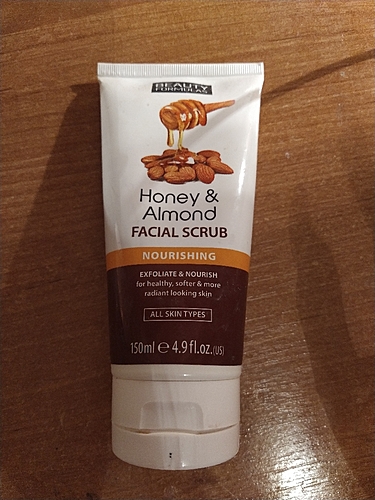 BEAUTY
FORMULAS
Honey &
Almond
FACIAL SCRUB
NOURISHING
EXFOLIATE & NOURISH
for healthy, softer & more
radiant looking skin
ALL SKIN TYPES
150ml ℮ 4.9 fl.oz.(US)